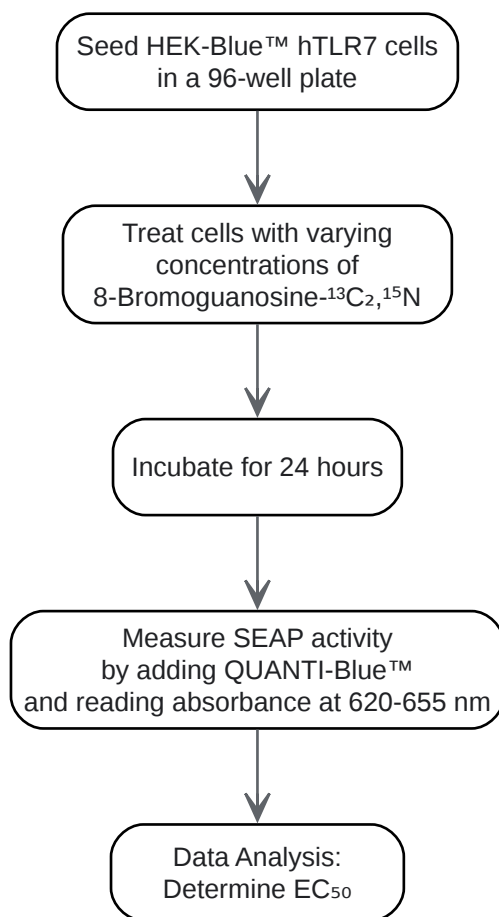 Seed HEK-Blue™ hTLR7 cells
in a 96-well plate
Treat cells with varying
concentrations of
8-Bromoguanosine-¹³C₂,¹⁵N
Incubate for 24 hours
Measure SEAP activity
by adding QUANTI-Blue™
and reading absorbance at 620-655 nm
Data Analysis:
Determine EC₅₀